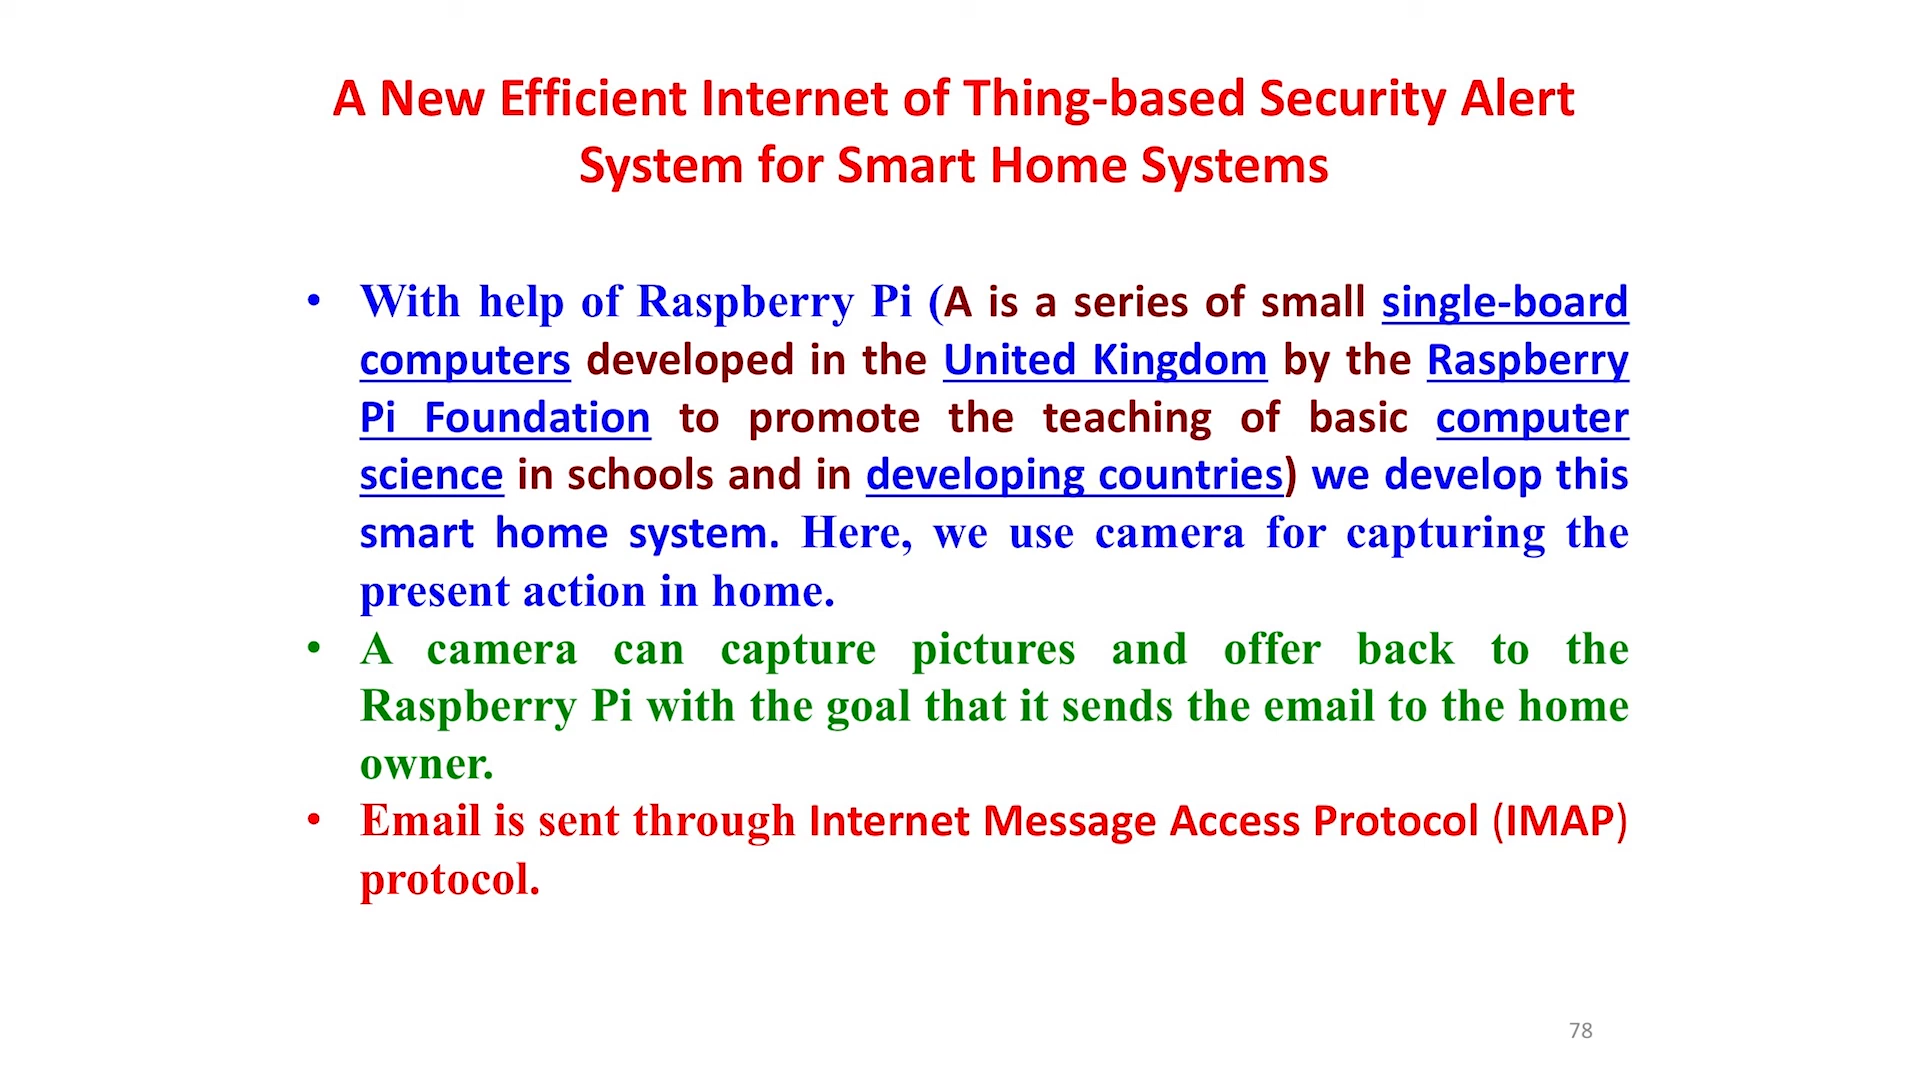 A New Efficient Internet of Thing-based Security Alert
System for Smart Home Systems
• With help of Raspberry Pi (A is a series of small single-board
computers developed in the United Kingdom by the Raspberry
Pi Foundation to promote the teaching of basic computer
science in schools and in developing countries) we develop this
smart home system. Here, we use camera for capturing the
present action in home.
• A camera can capture pictures and offer back to the
Raspberry Pi with the goal that it sends the email to the home
owner.
• Email is sent through Internet Message Access Protocol (IMAP)
protocol.
78